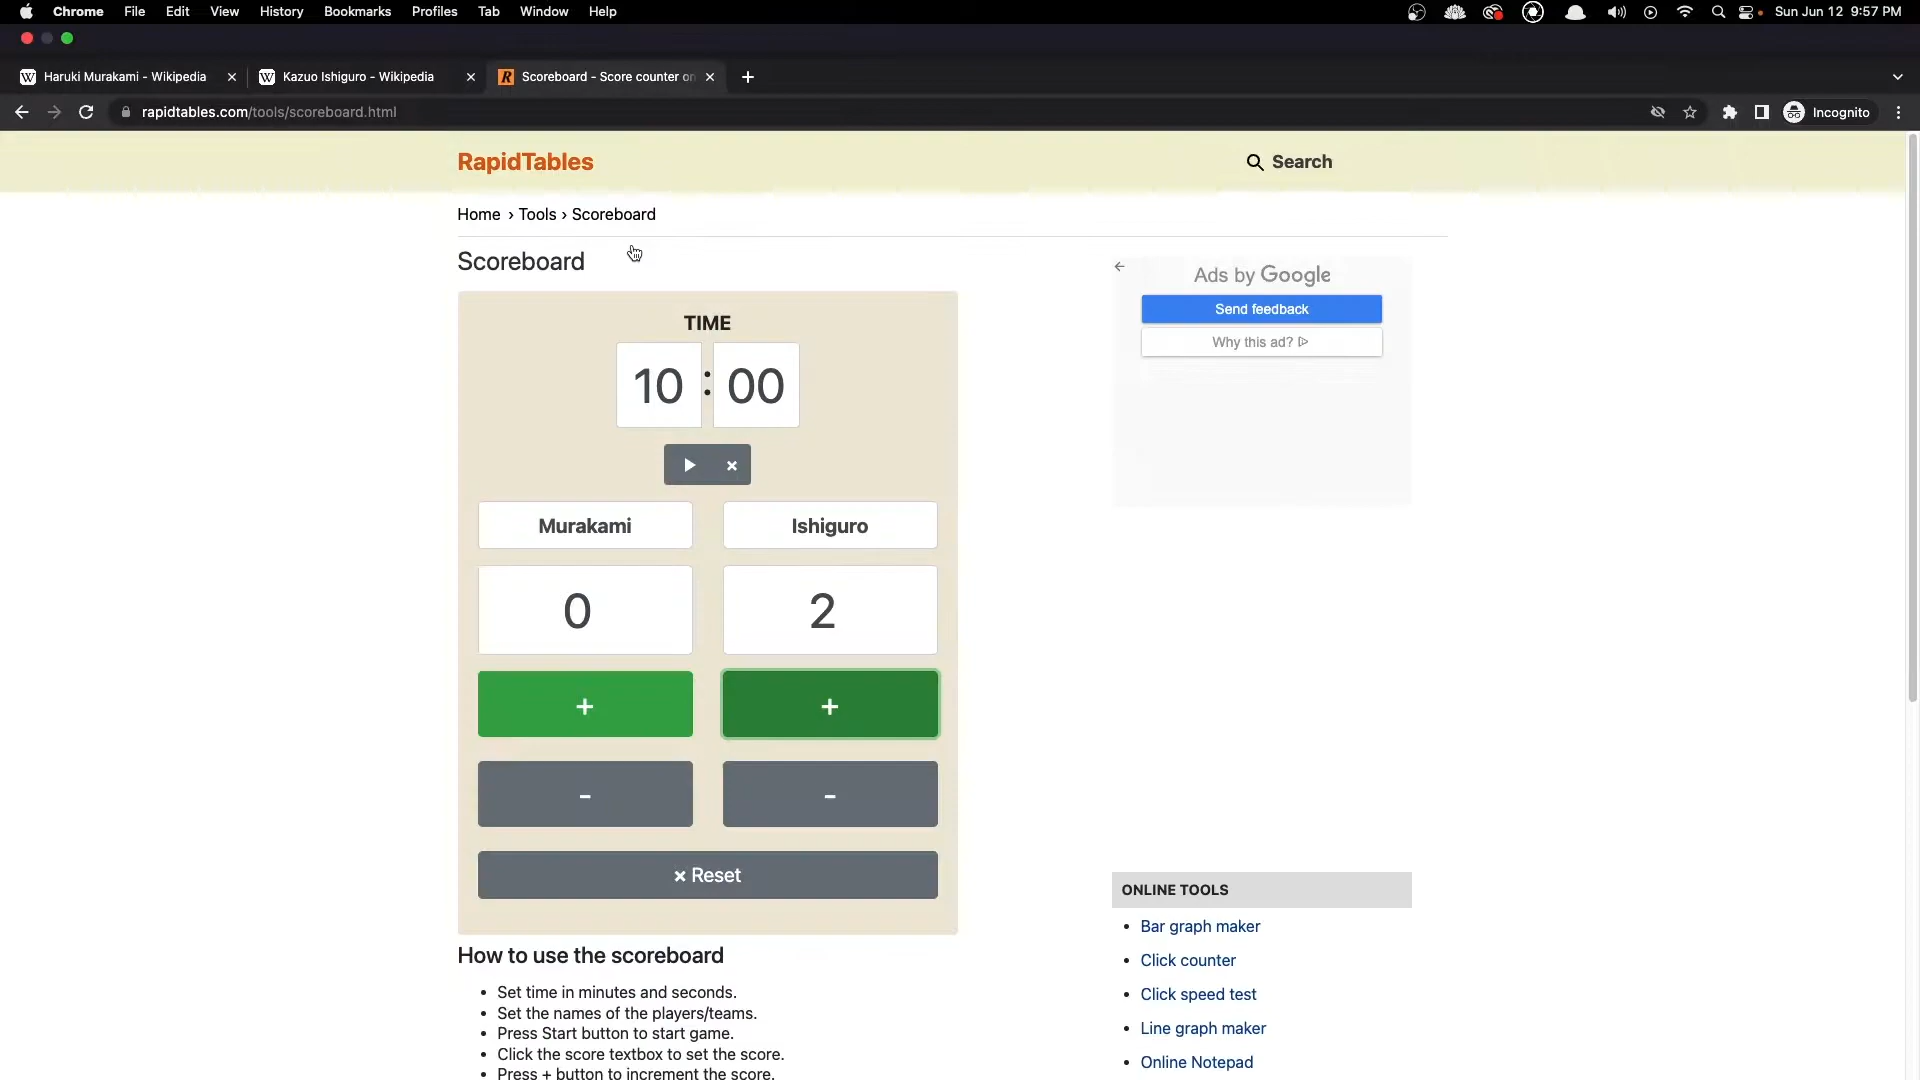 Chrome File Edit View History Bookmarks Profiles Tab Window Help Sun Jun 12 9:57 PM
Haruki Murakami - Wikipedia Kazuo Ishiguro - Wikipedia Scoreboard - Score counter on
rapidtables.com/tools/scoreboard.html Incognito
RapidTables Search
Home › Tools › Scoreboard
Scoreboard
Ads by Google
Send feedback
Why this ad?
TIME
10 : 00
Murakami Ishiguro
0 2
+ +
- -
× Reset
ONLINE TOOLS
• Bar graph maker
• Click counter
• Click speed test
• Line graph maker
• Online Notepad
How to use the scoreboard
• Set time in minutes and seconds.
• Set the names of the players/teams.
• Press Start button to start game.
• Click the score textbox to set the score.
• Press + button to increment the score.